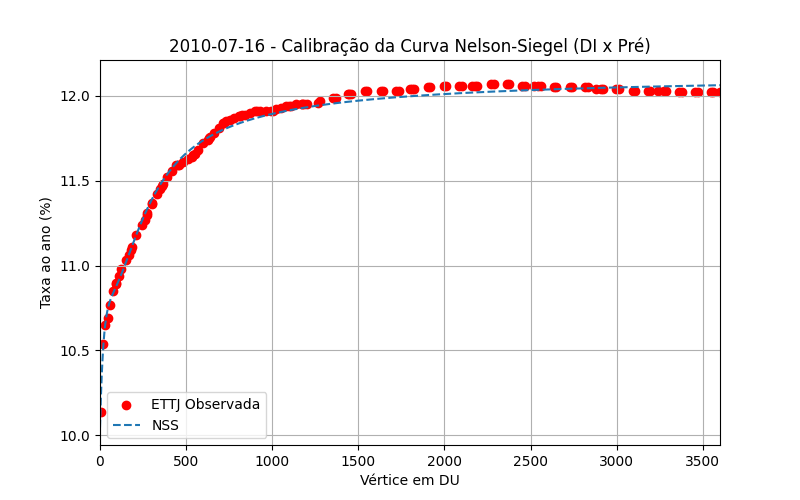 2010-07-16 - Calibração da Curva Nelson-Siegel (DI x Pré)
Taxa ao ano (%)
12.0
11.5
11.0
10.5
10.0
ETTJ Observada
NSS
0 500 1000 1500 2000 2500 3000 3500
Vértice em DU